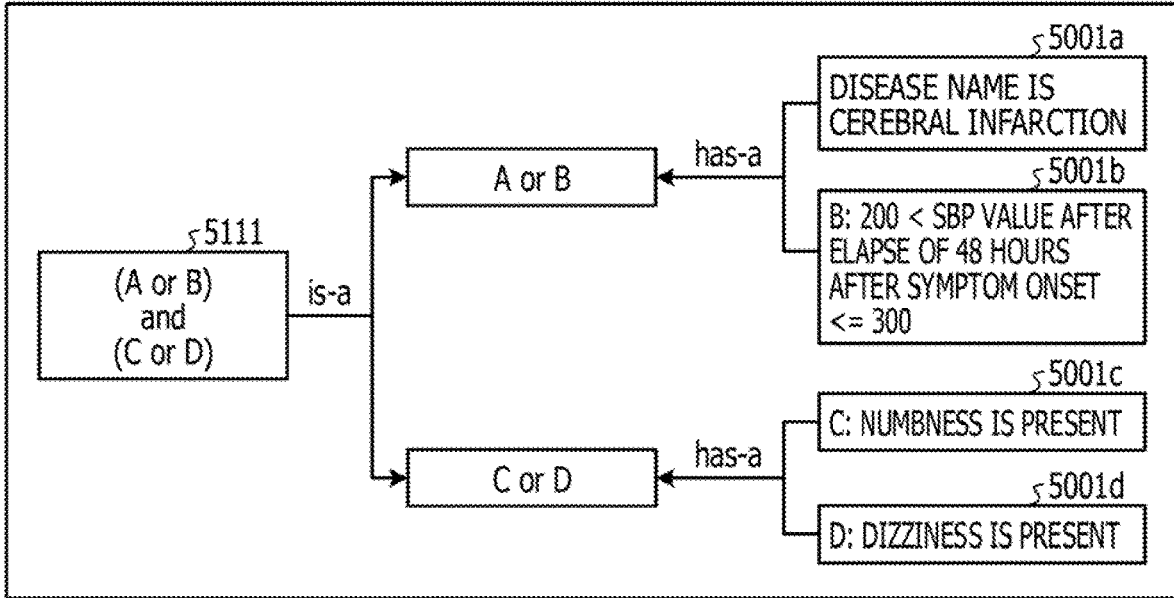 5001a
DISEASE NAME IS
CEREBRAL INFARCTION
A or B
has-a
5001b
B: 200 < SBP VALUE AFTER
ELAPSE OF 48 HOURS
AFTER SYMPTOM ONSET
<= 300
5111
(A or B)
and
(C or D)
is-a
5001c
C: NUMBNESS IS PRESENT
C or D
has-a
5001d
D: DIZZINESS IS PRESENT